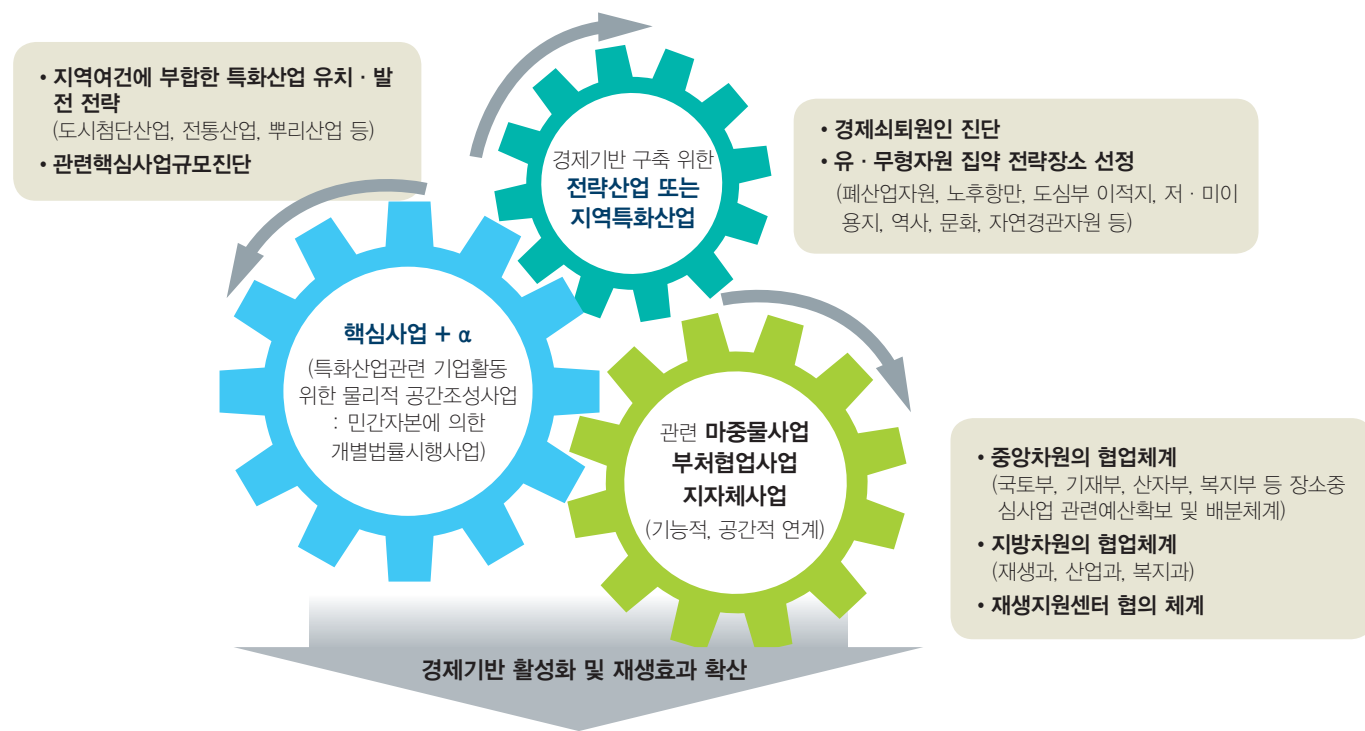 • 지역여건에 부합한 특화산업 유치 · 발
전 전략
(도시첨단산업, 전통산업, 뿌리산업 등)
• 관련핵심사업규모진단
경제기반 구축 위한
전략산업 또는
지역특화산업
• 경제쇠퇴원인 진단
• 유 · 무형자원 집약 전략장소 선정
(폐산업자원, 노후항만, 도심부 이적지, 저 · 미이
용지, 역사, 문화, 자연경관자원 등)
핵심사업 + α
(특화산업관련 기업활동
위한 물리적 공간조성사업
: 민간자본에 의한
개별법률시행사업)
관련 마중물사업
부처협업사업
지자체사업
(기능적, 공간적 연계)
• 중앙차원의 협업체계
(국토부, 기재부, 산자부, 복지부 등 장소중
심사업 관련예산확보 및 배분체계)
• 지방차원의 협업체계
(재생과, 산업과, 복지과)
• 재생지원센터 협의 체계
경제기반 활성화 및 재생효과 확산